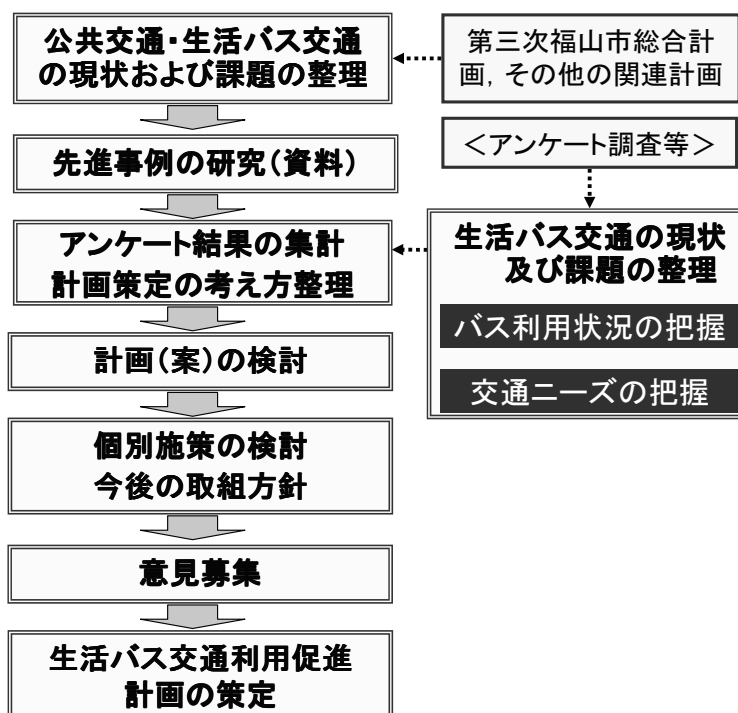 公共交通・生活バス交通
の現状および課題の整理
第三次福山市総合計
画，その他の関連計画
先進事例の研究（資料）
＜アンケート調査等＞
アンケート結果の集計
計画策定の考え方整理
生活バス交通の現状
及び課題の整理
バス利用状況の把握
交通ニーズの把握
計画（案）の検討
個別施策の検討
今後の取組方針
意見募集
生活バス交通利用促進
計画の策定